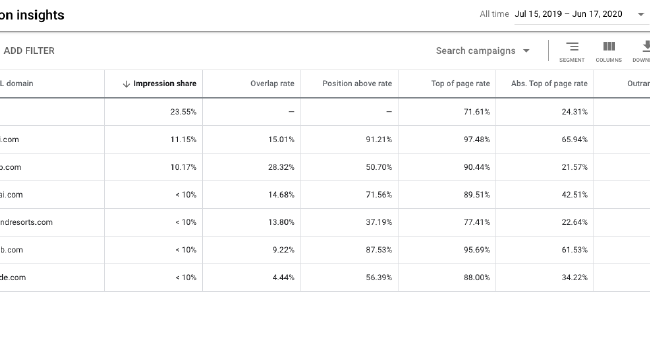 on insights
All time Jul 15, 2019 – Jun 17, 2020
ADD FILTER
Search campaigns
SEGMENT COLUMNS DOWN
L domain Impression share Overlap rate Position above rate Top of page rate Abs. Top of page rate Outran
23.55% — — 71.61% 24.31%
.com 11.15% 15.01% 91.21% 97.48% 65.94%
o.com 10.17% 28.32% 50.70% 90.44% 21.57%
ai.com < 10% 14.68% 71.56% 89.51% 42.51%
ndresorts.com < 10% 13.80% 37.19% 77.41% 22.64%
b.com < 10% 9.22% 87.53% 95.69% 61.53%
de.com < 10% 4.44% 56.39% 88.00% 34.22%